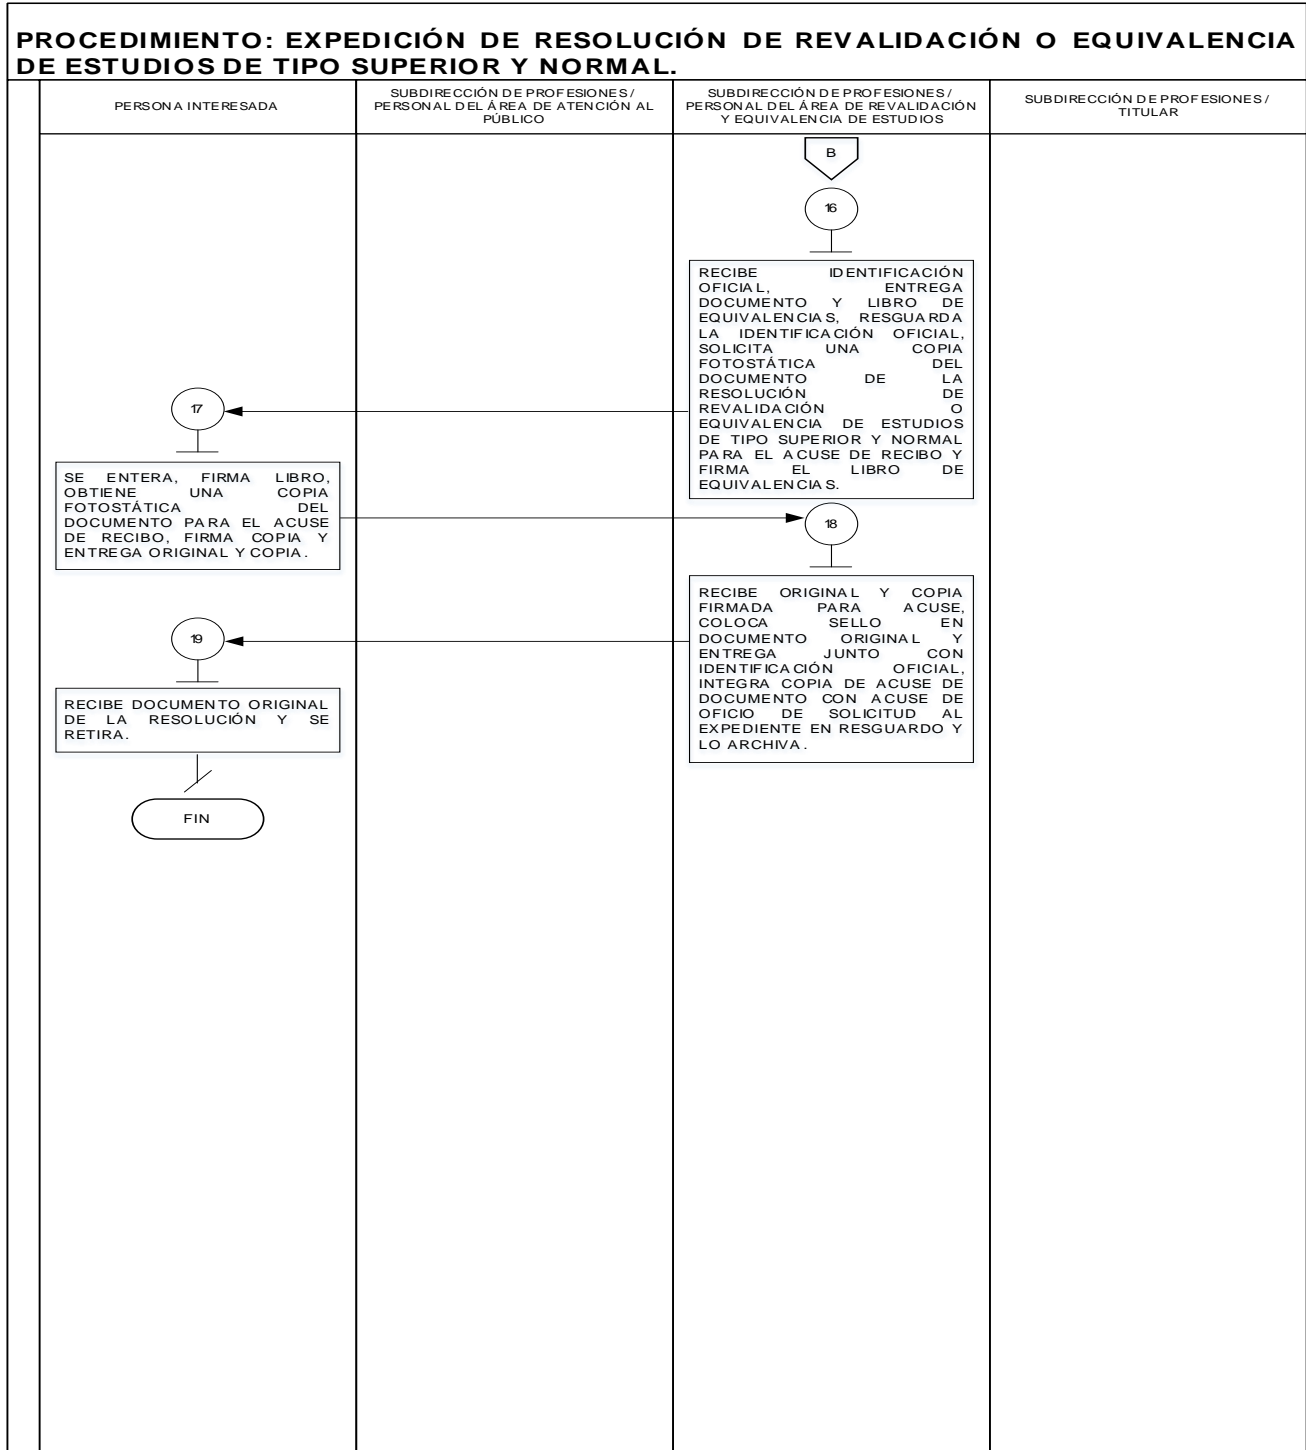 PROCEDIMIENTO: EXPEDICIÓN DE RESOLUCIÓN DE REVALIDACIÓN O EQUIVALENCIA
DE ESTUDIOS DE TIPO SUPERIOR Y NORMAL.
PERSONA INTERESADA
SUBDIRECCIÓN DE PROFESIONES /
PERSONAL DEL ÁREA DE ATENCIÓN AL
PÚBLICO
SUBDIRECCIÓN DE PROFESIONES /
PERSONAL DEL ÁREA DE REVALIDACIÓN
Y EQUIVALENCIA DE ESTUDIOS
SUBDIRECCIÓN DE PROFESIONES /
TITULAR
B
16
RECIBE IDENTIFICACIÓN
OFICIAL, ENTREGA
DOCUMENTO Y LIBRO DE
EQUIVALENCIAS, RESGUARDA
LA IDENTIFICACIÓN OFICIAL,
SOLICITA UNA COPIA
FOTOSTÁTICA DEL
DOCUMENTO DE LA
RESOLUCIÓN DE
REVALIDACIÓN O
EQUIVALENCIA DE ESTUDIOS
DE TIPO SUPERIOR Y NORMAL
PARA EL ACUSE DE RECIBO Y
FIRMA EL LIBRO DE
EQUIVALENCIAS.
17
SE ENTERA, FIRMA LIBRO,
OBTIENE UNA COPIA
FOTOSTÁTICA DEL
DOCUMENTO PARA EL ACUSE
DE RECIBO, FIRMA COPIA Y
ENTREGA ORIGINAL Y COPIA.
18
RECIBE ORIGINAL Y COPIA
FIRMADA PARA ACUSE,
COLOCA SELLO EN
DOCUMENTO ORIGINAL Y
ENTREGA JUNTO CON
IDENTIFICACIÓN OFICIAL,
INTEGRA COPIA DE ACUSE DE
DOCUMENTO CON ACUSE DE
OFICIO DE SOLICITUD AL
EXPEDIENTE EN RESGUARDO Y
LO ARCHIVA.
19
RECIBE DOCUMENTO ORIGINAL
DE LA RESOLUCIÓN Y SE
RETIRA.
FIN